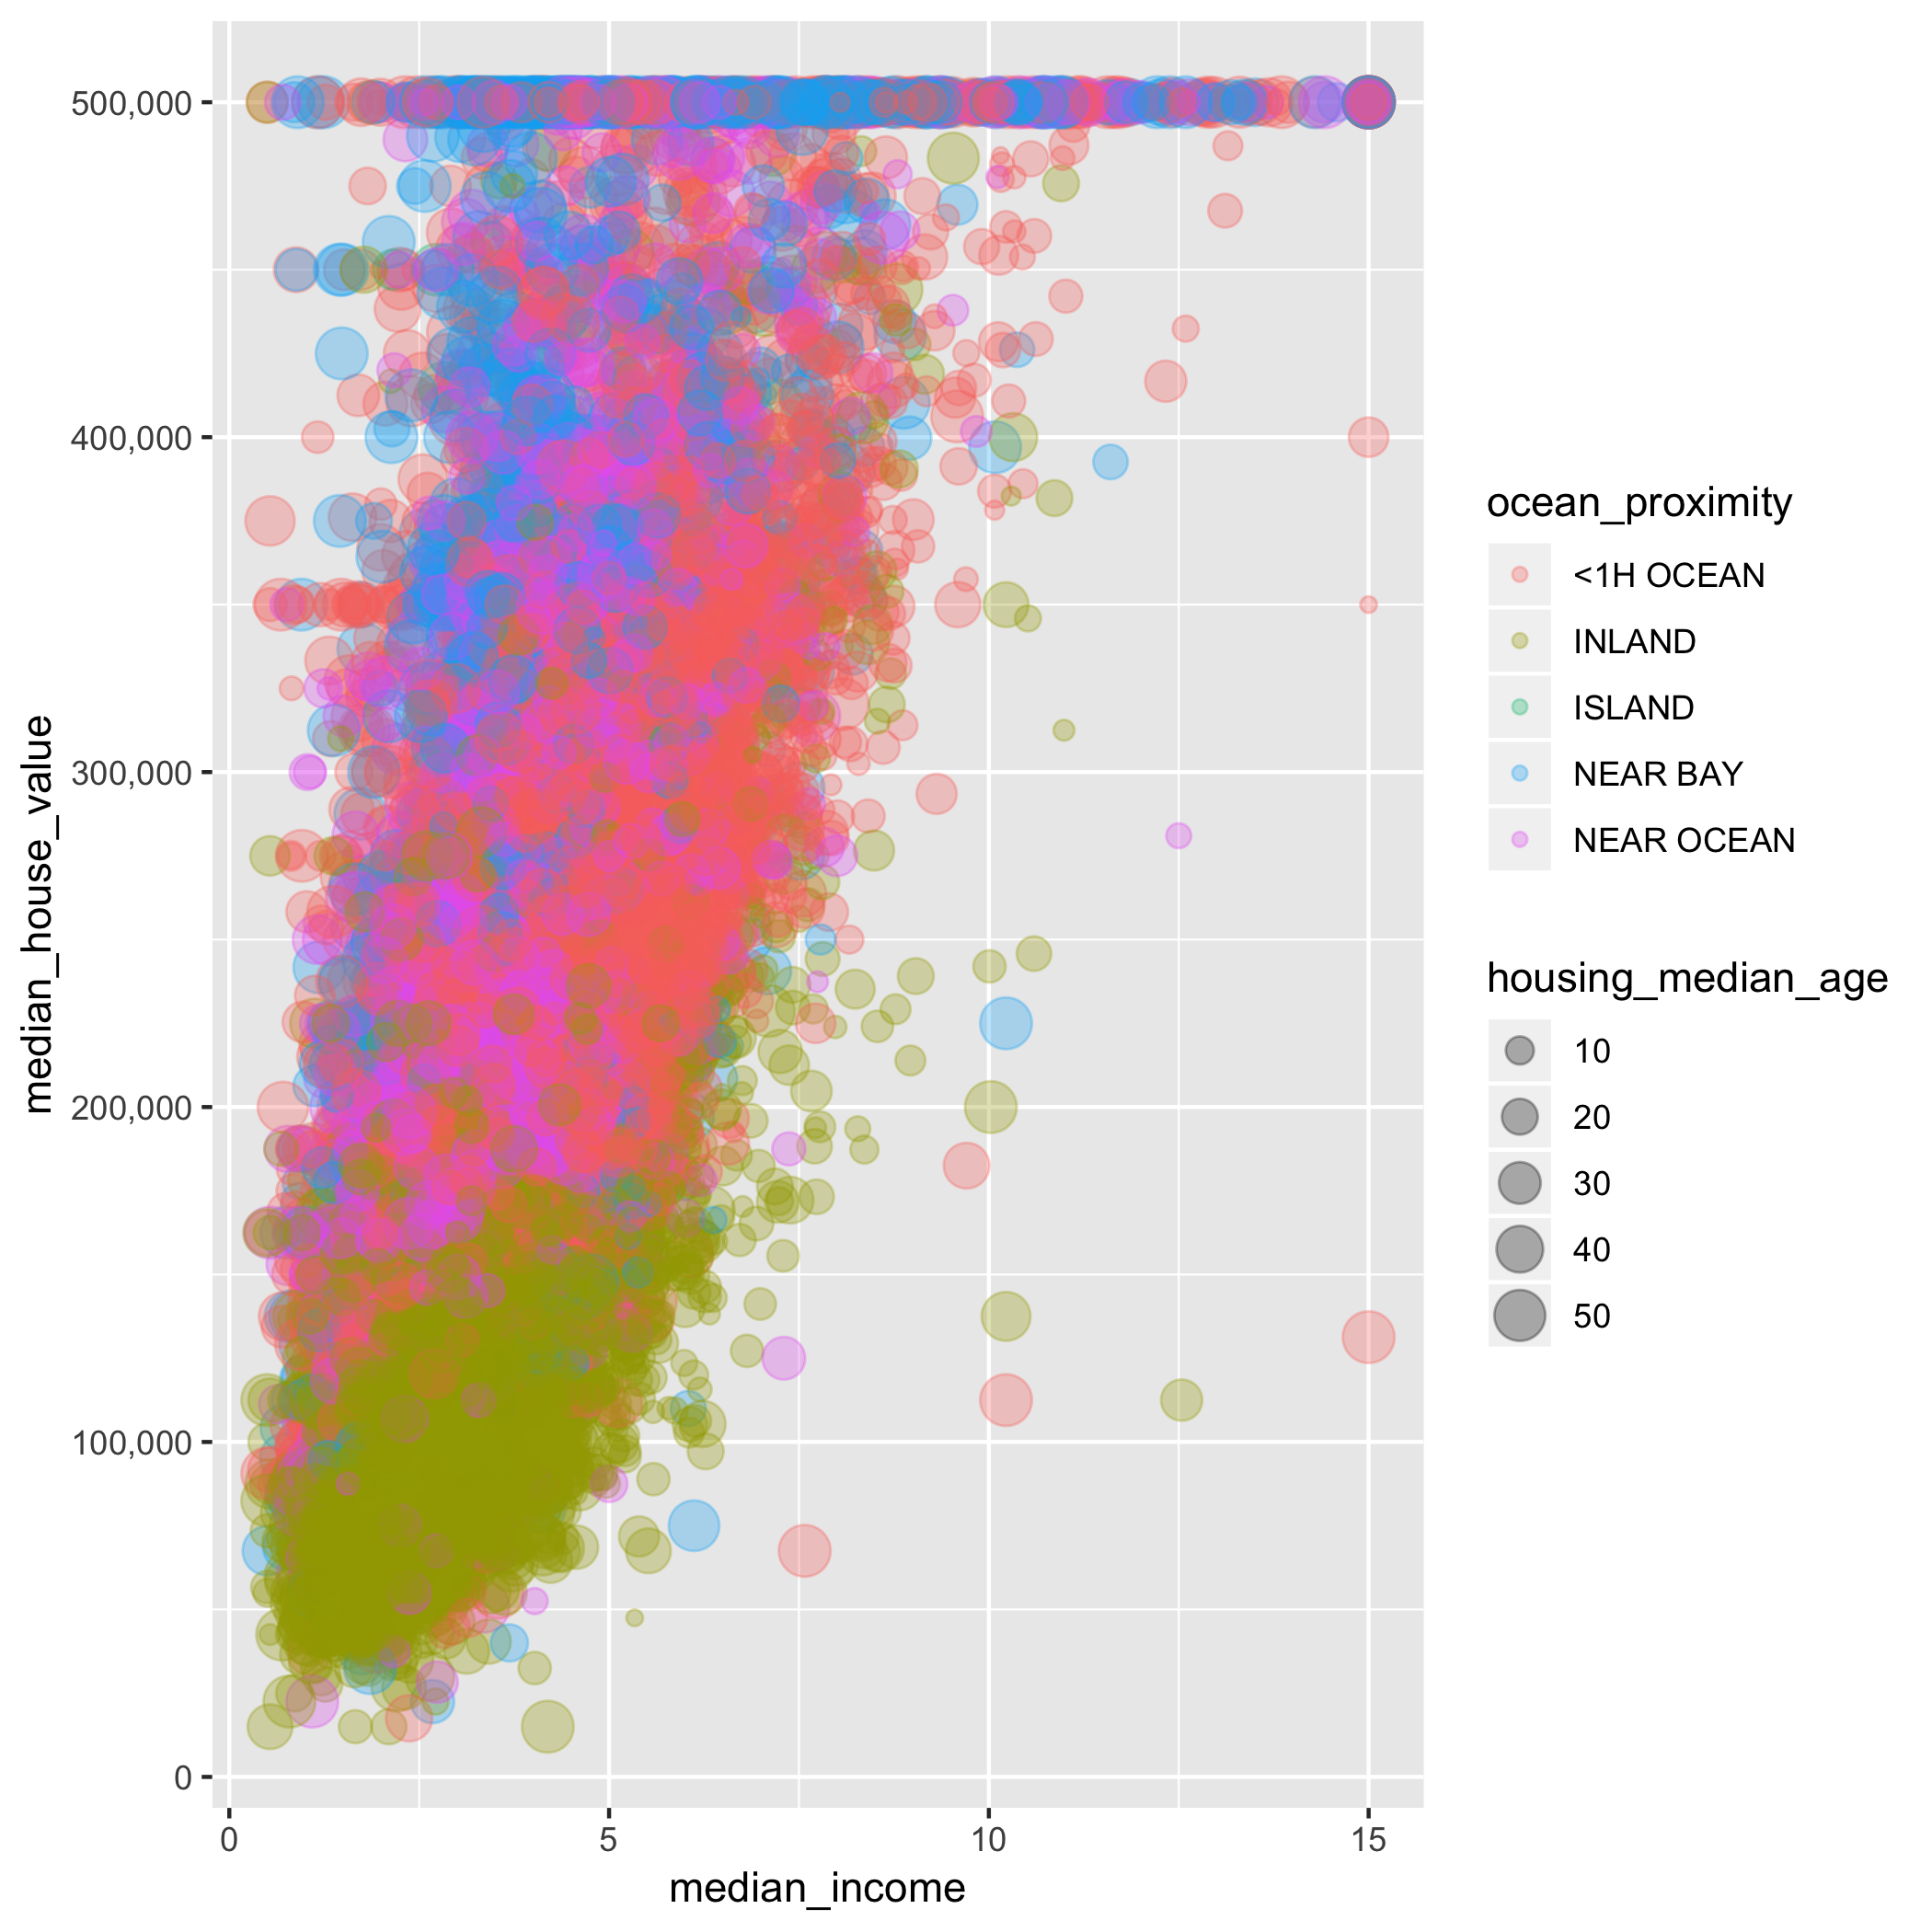 median_house_value
500,000
400,000
300,000
200,000
100,000
0
0 5 10 15
median_income
ocean_proximity
<1H OCEAN
INLAND
ISLAND
NEAR BAY
NEAR OCEAN
housing_median_age
10
20
30
40
50